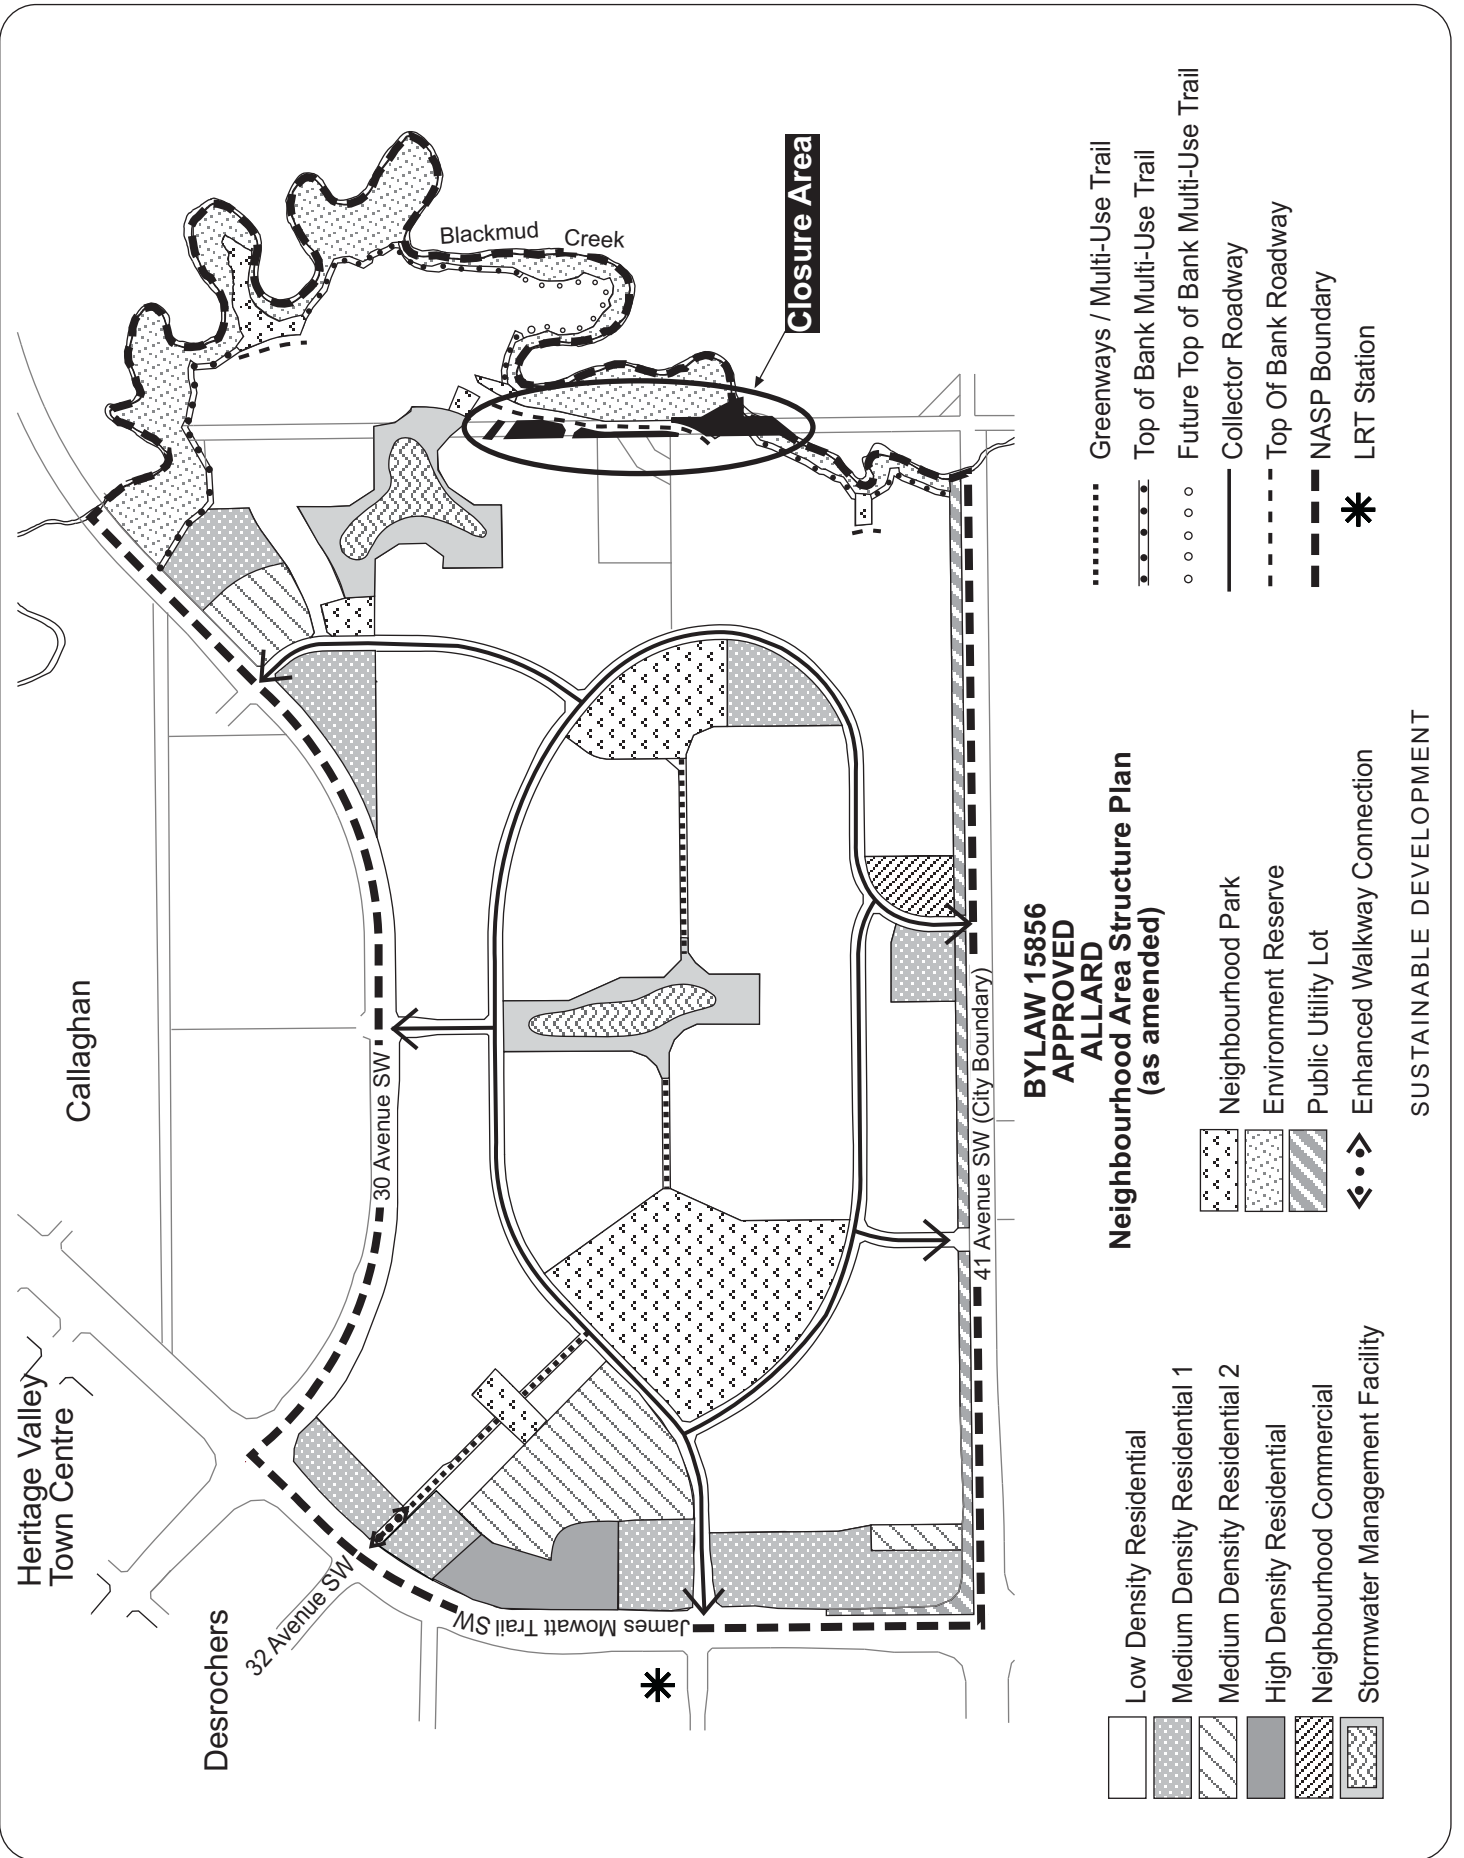 Heritage Valley
Town Centre
Callaghan
Desrochers
32 Avenue SW
30 Avenue SW
James Mowatt Trail SW
Blackmud Creek
Closure Area
41 Avenue SW (City Boundary)
BYLAW 15856
APPROVED
ALLARD
Neighbourhood Area Structure Plan
(as amended)
Low Density Residential
Medium Density Residential 1
Medium Density Residential 2
High Density Residential
Neighbourhood Commercial
Stormwater Management Facility
Neighbourhood Park
Environment Reserve
Public Utility Lot
Enhanced Walkway Connection
Greenways / Multi-Use Trail
Top of Bank Multi-Use Trail
Future Top of Bank Multi-Use Trail
Collector Roadway
Top Of Bank Roadway
NASP Boundary
LRT Station
SUSTAINABLE DEVELOPMENT